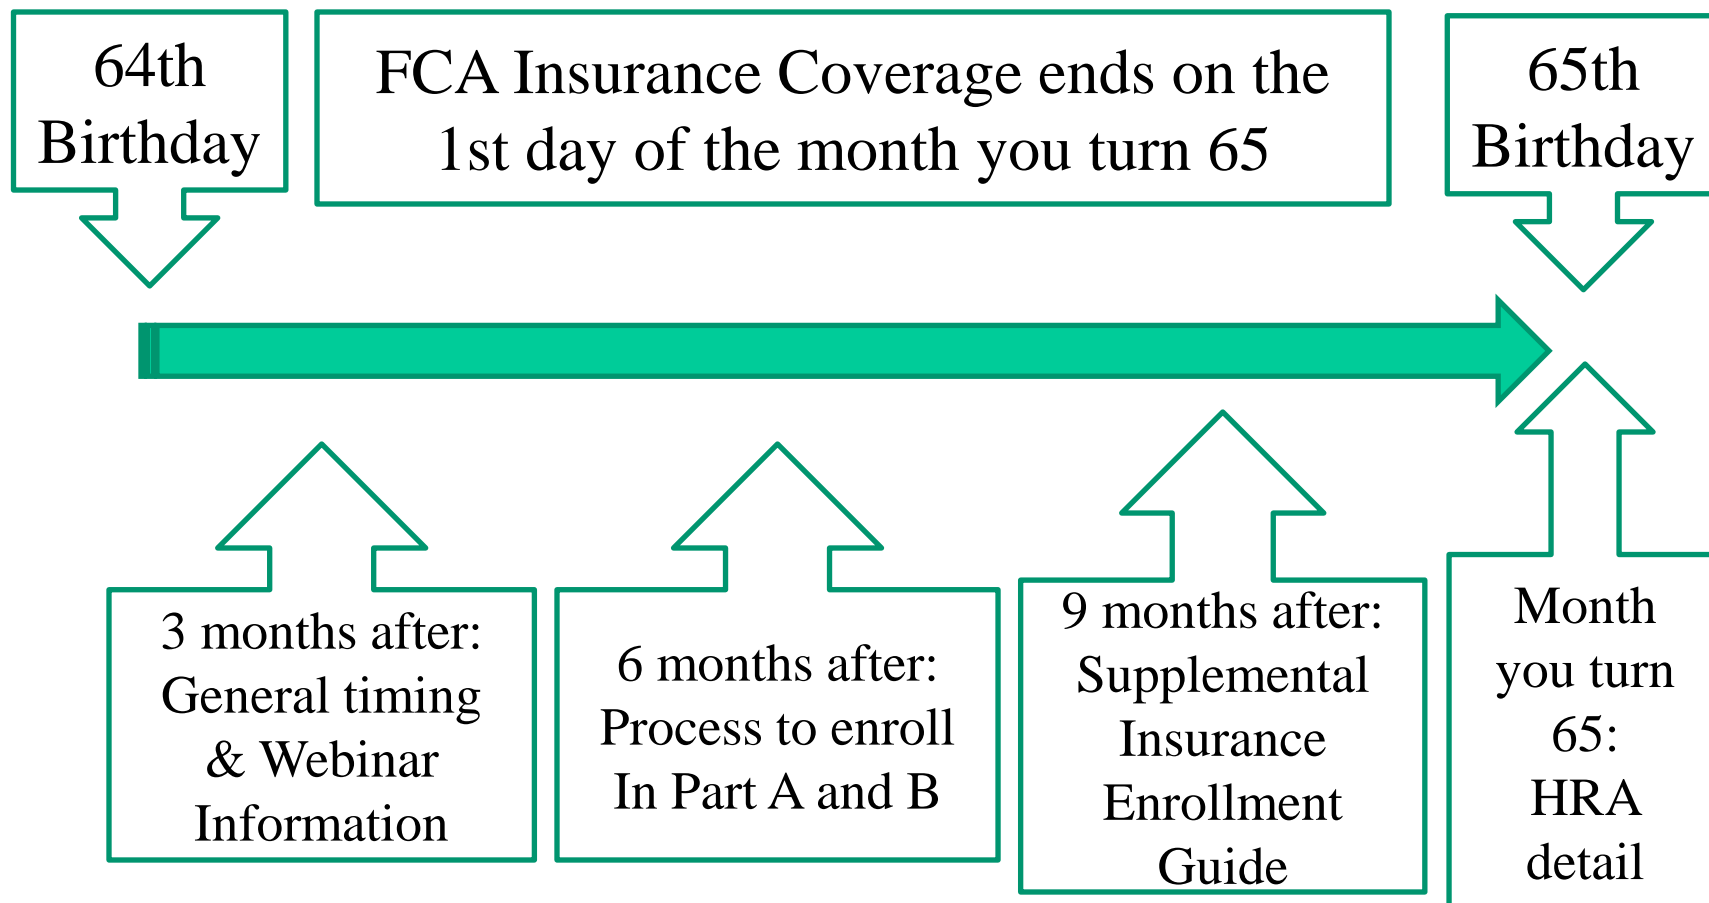 64th
Birthday
FCA Insurance Coverage ends on the
1st day of the month you turn 65
65th
Birthday
3 months after:
General timing
& Webinar
Information
6 months after:
Process to enroll
In Part A and B
9 months after:
Supplemental
Insurance
Enrollment
Guide
Month
you turn
65:
HRA
detail